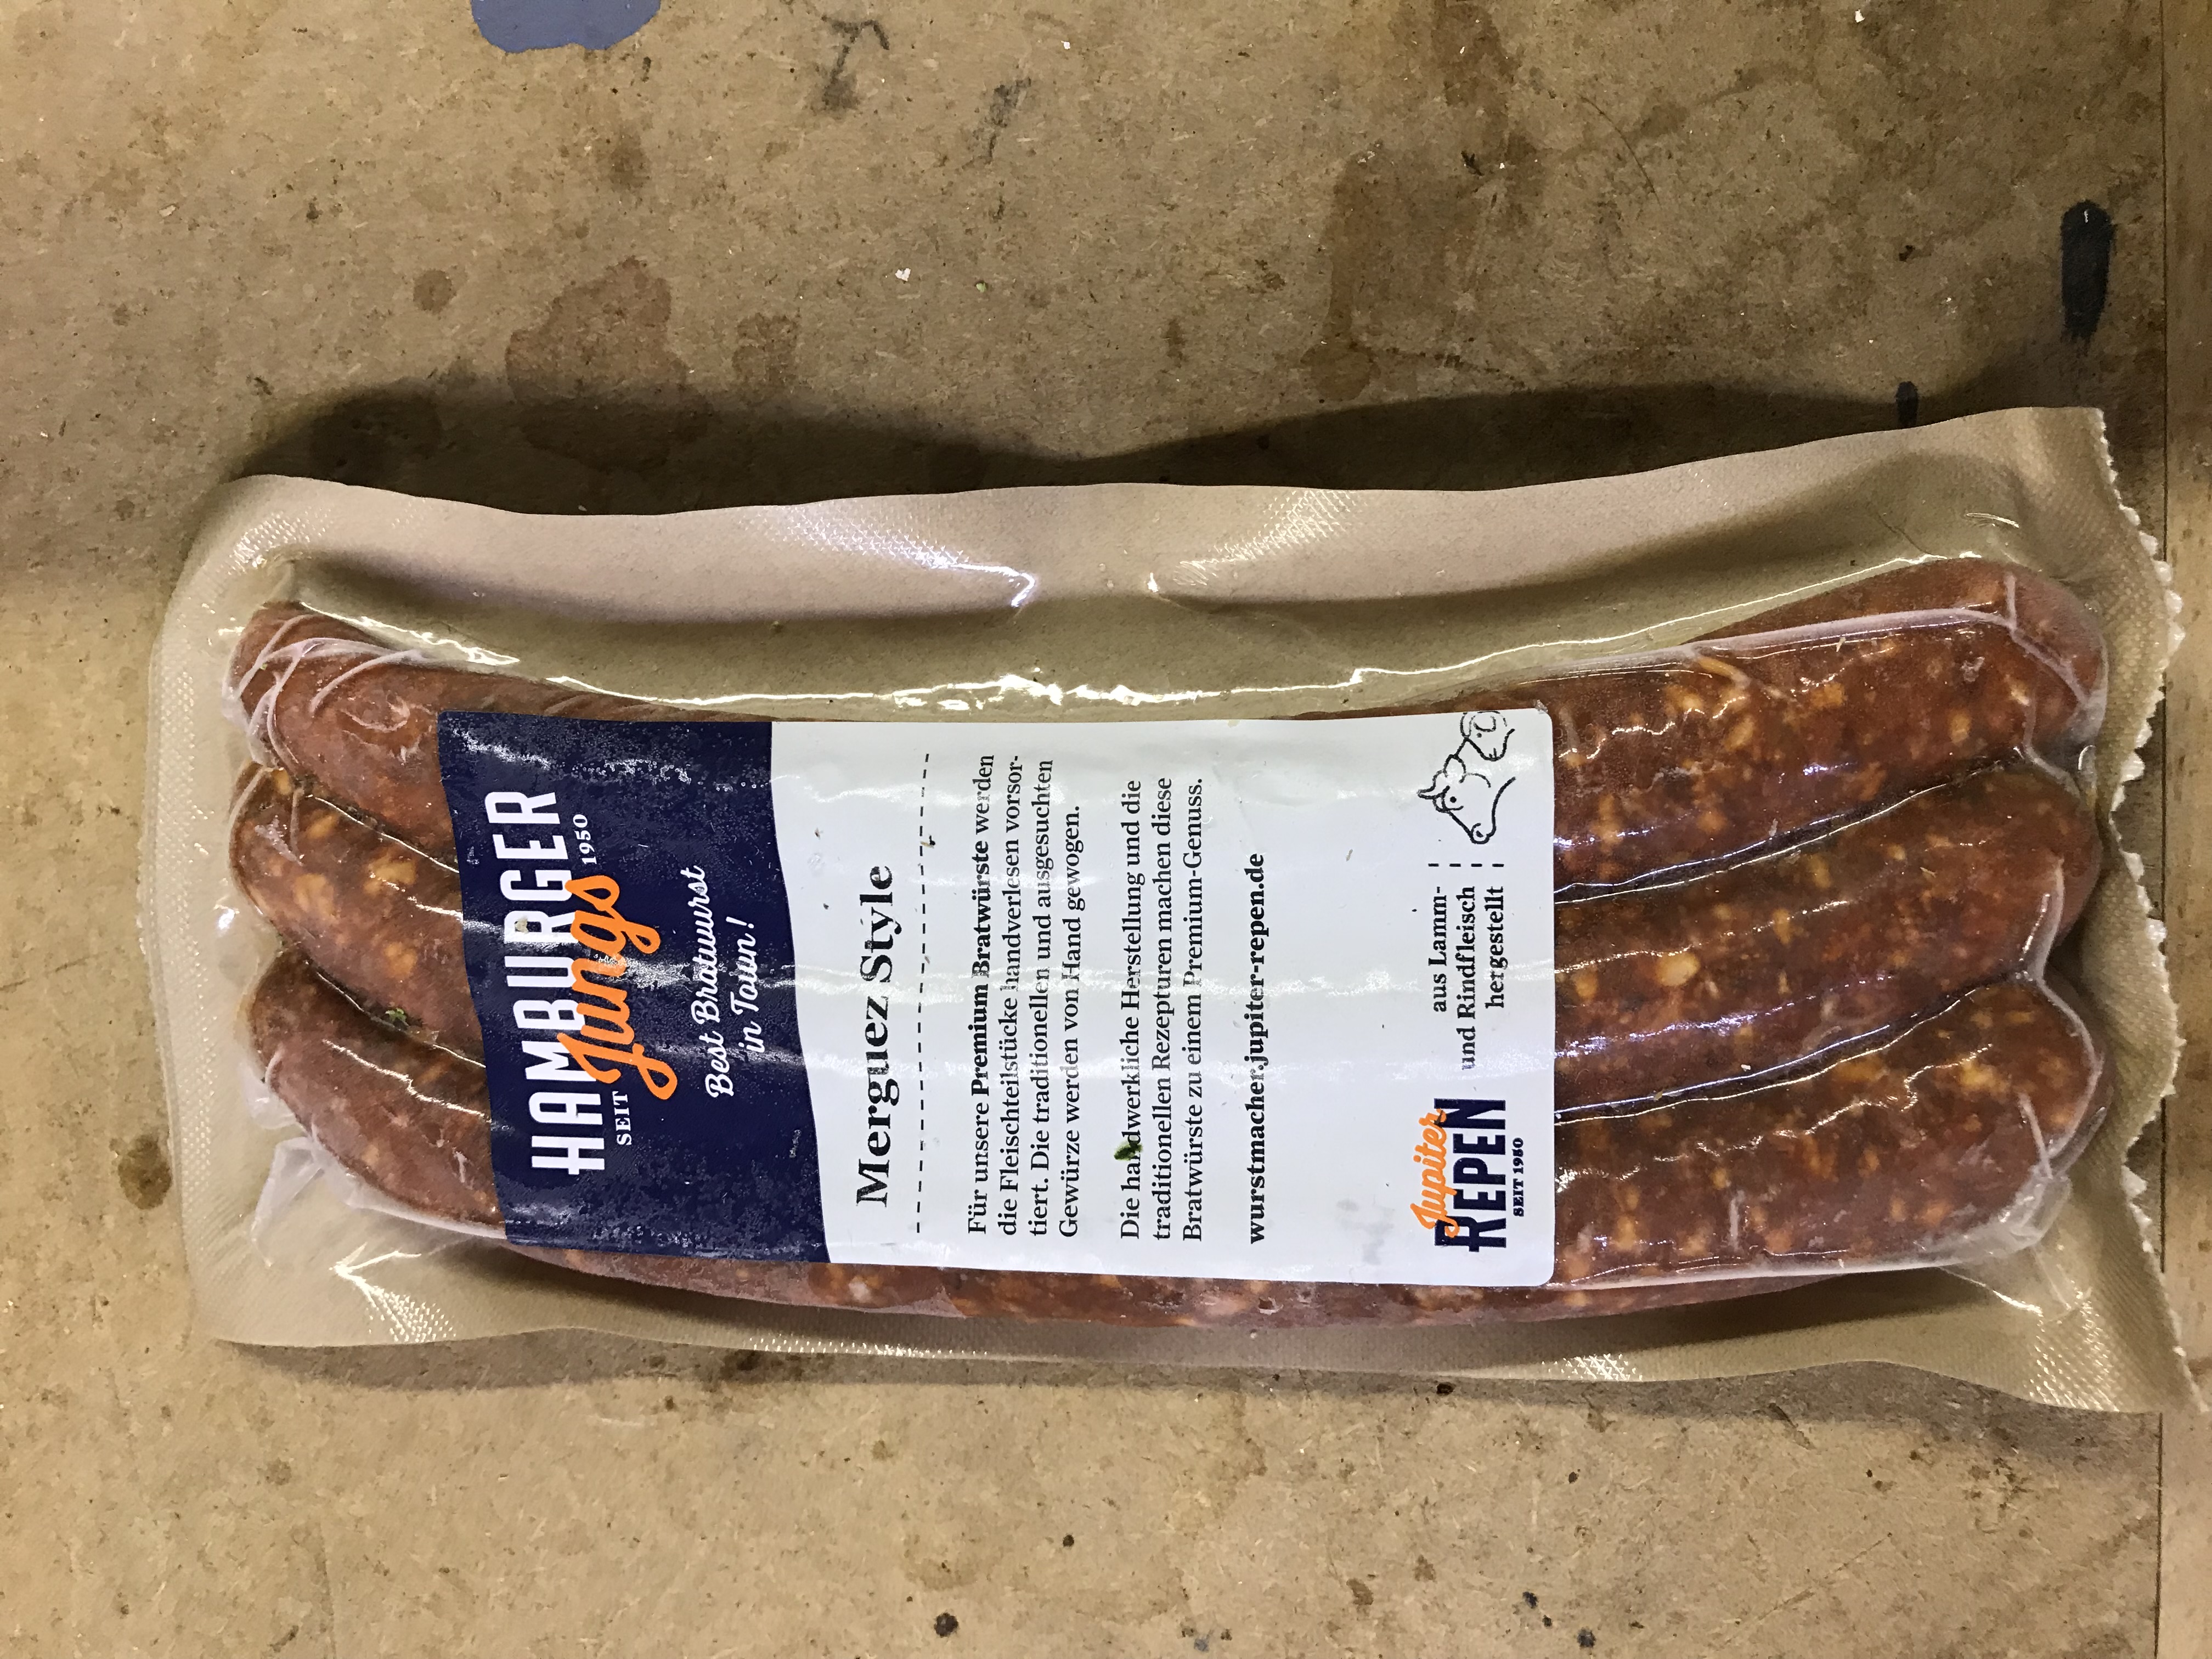 HAMBURGER
SEIT Jungs 1950
Best Bratwurst
in Town!
Merguez Style
Für unsere Premium Bratwürste werden
die Fleischteilstücke handverlesen vorsor-
tiert. Die traditionellen und ausgesuchten
Gewürze werden von Hand gewogen.
Die handwerkliche Herstellung und die
traditionellen Rezepturen machen diese
Bratwürste zu einem Premium-Genuss.
wurstmacher.jupiter-repen.de
Jupiter
REPEN
SEIT 1950
aus Lamm-
und Rindfleisch
hergestellt